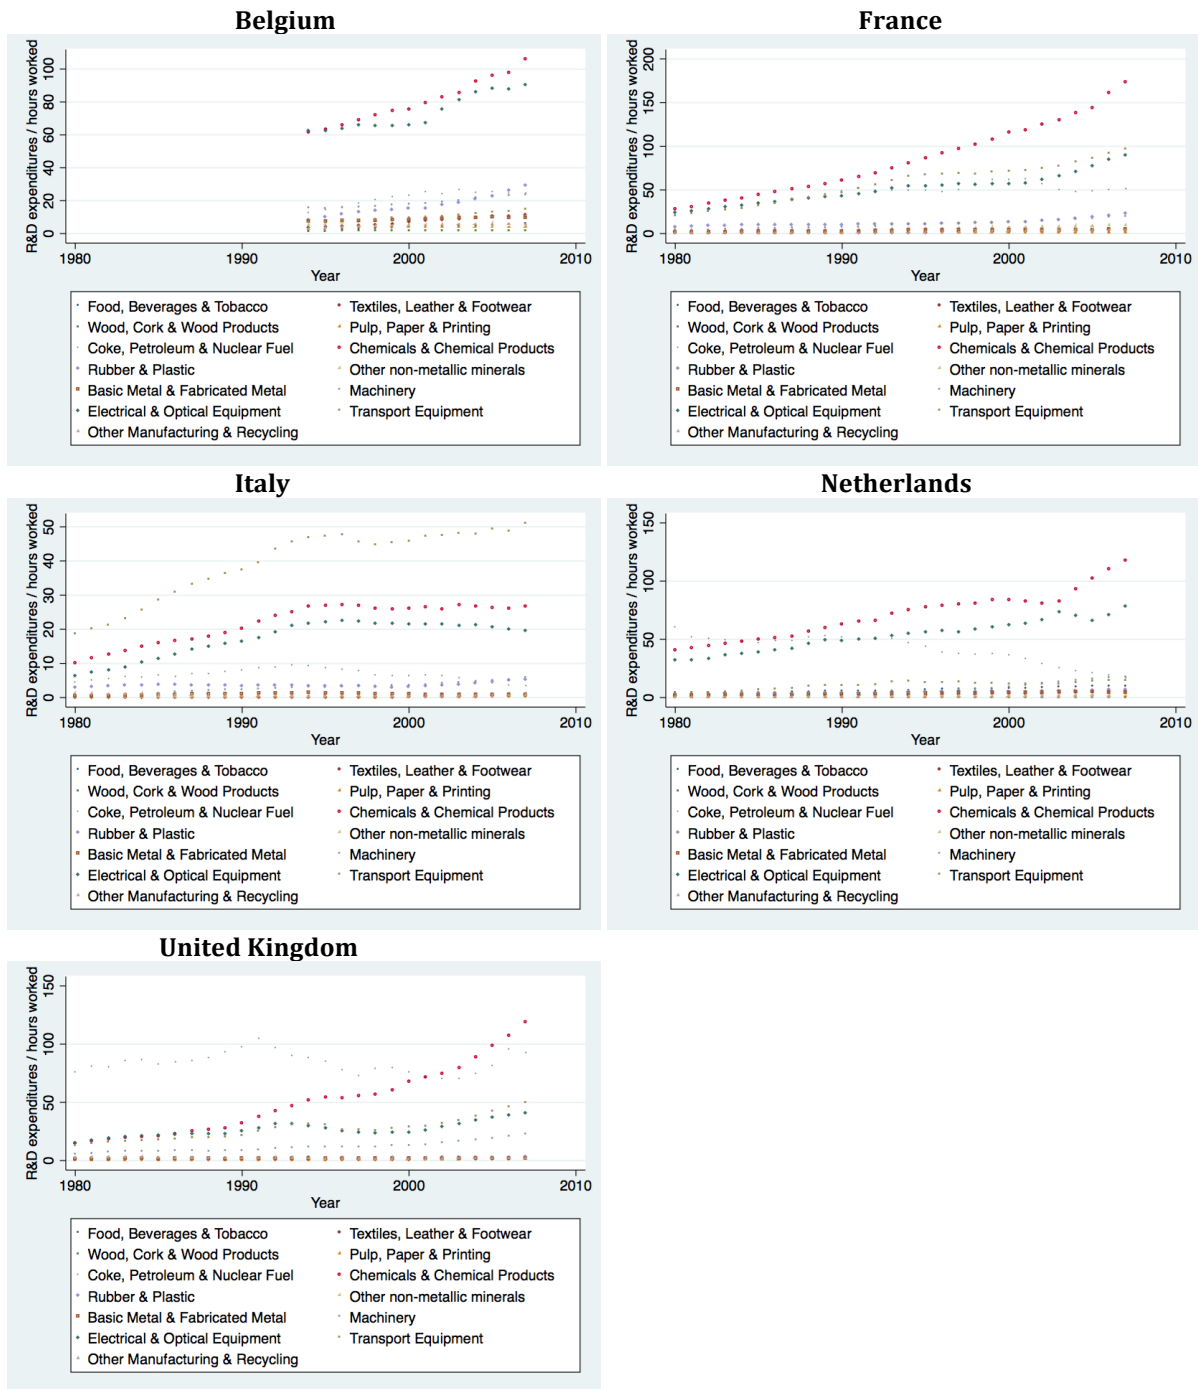 Belgium
R&D expenditures / hours worked
0 20 40 60 80 100
1980 1990 2000 2010
Year
Food, Beverages & Tobacco Textiles, Leather & Footwear
Wood, Cork & Wood Products Pulp, Paper & Printing
Coke, Petroleum & Nuclear Fuel Chemicals & Chemical Products
Rubber & Plastic Other non-metallic minerals
Basic Metal & Fabricated Metal Machinery
Electrical & Optical Equipment Transport Equipment
Other Manufacturing & Recycling
France
R&D expenditures / hours worked
0 50 100 150 200
1980 1990 2000 2010
Year
Food, Beverages & Tobacco Textiles, Leather & Footwear
Wood, Cork & Wood Products Pulp, Paper & Printing
Coke, Petroleum & Nuclear Fuel Chemicals & Chemical Products
Rubber & Plastic Other non-metallic minerals
Basic Metal & Fabricated Metal Machinery
Electrical & Optical Equipment Transport Equipment
Other Manufacturing & Recycling
Italy
R&D expenditures / hours worked
0 10 20 30 40 50
1980 1990 2000 2010
Year
Food, Beverages & Tobacco Textiles, Leather & Footwear
Wood, Cork & Wood Products Pulp, Paper & Printing
Coke, Petroleum & Nuclear Fuel Chemicals & Chemical Products
Rubber & Plastic Other non-metallic minerals
Basic Metal & Fabricated Metal Machinery
Electrical & Optical Equipment Transport Equipment
Other Manufacturing & Recycling
Netherlands
R&D expenditures / hours worked
0 50 100 150
1980 1990 2000 2010
Year
Food, Beverages & Tobacco Textiles, Leather & Footwear
Wood, Cork & Wood Products Pulp, Paper & Printing
Coke, Petroleum & Nuclear Fuel Chemicals & Chemical Products
Rubber & Plastic Other non-metallic minerals
Basic Metal & Fabricated Metal Machinery
Electrical & Optical Equipment Transport Equipment
Other Manufacturing & Recycling
United Kingdom
R&D expenditures / hours worked
0 50 100 150
1980 1990 2000 2010
Year
Food, Beverages & Tobacco Textiles, Leather & Footwear
Wood, Cork & Wood Products Pulp, Paper & Printing
Coke, Petroleum & Nuclear Fuel Chemicals & Chemical Products
Rubber & Plastic Other non-metallic minerals
Basic Metal & Fabricated Metal Machinery
Electrical & Optical Equipment Transport Equipment
Other Manufacturing & Recycling